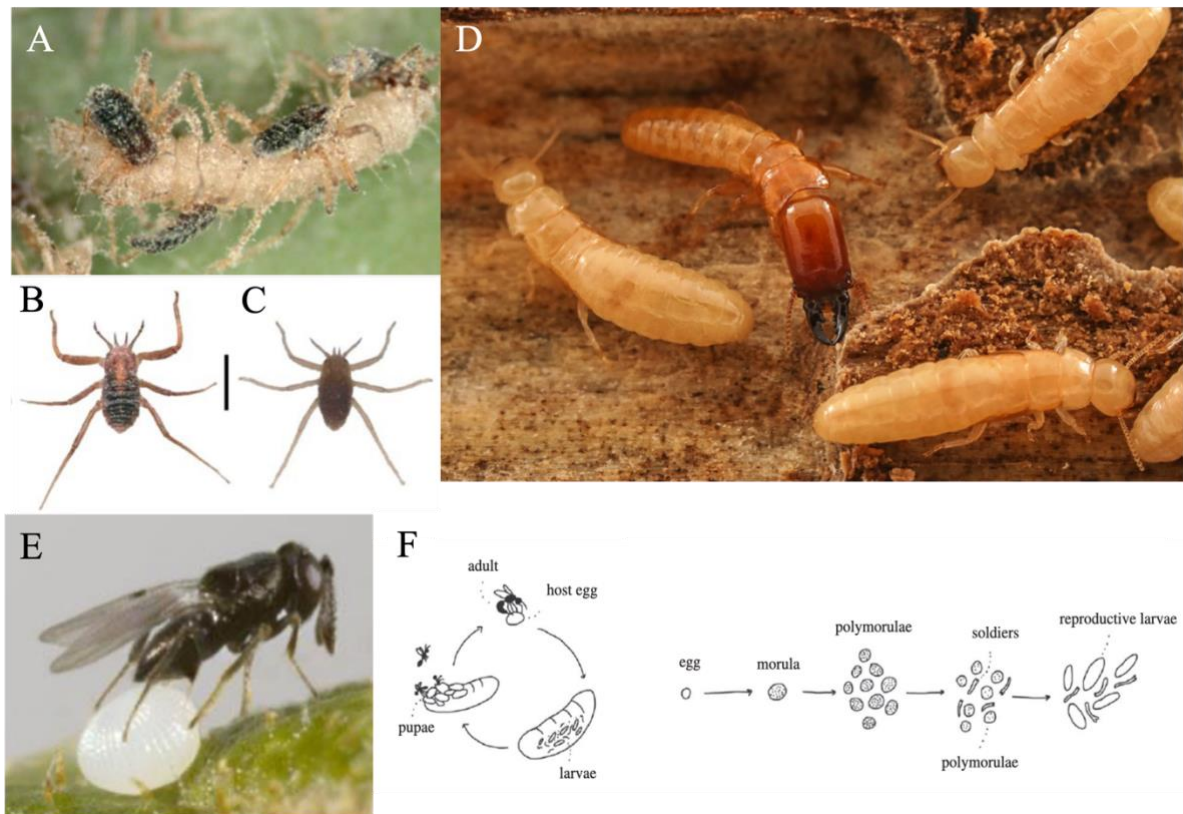 A
D
B
C
E
F
adult
host egg
pupae
larvae
egg
morula
polymorulae
soldiers
polymorulae
reproductive larvae